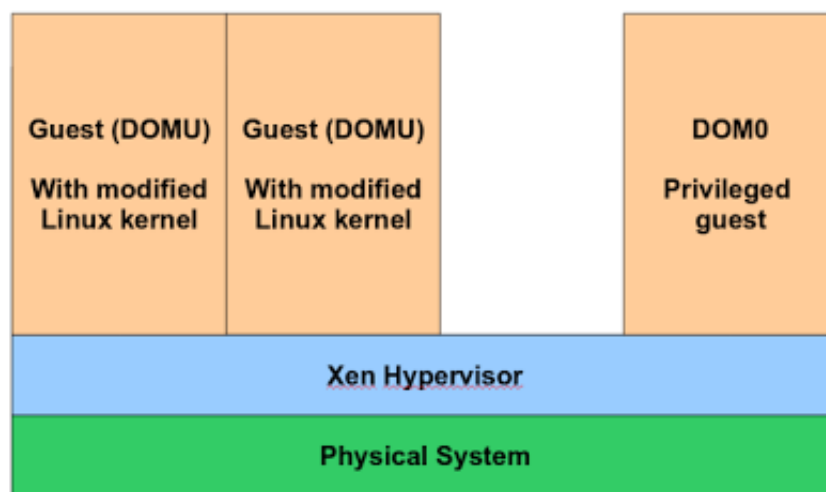 Guest (DOMU)
With modified
Linux kernel
Guest (DOMU)
With modified
Linux kernel
DOM0
Privileged
guest
Xen Hypervisor
Physical System